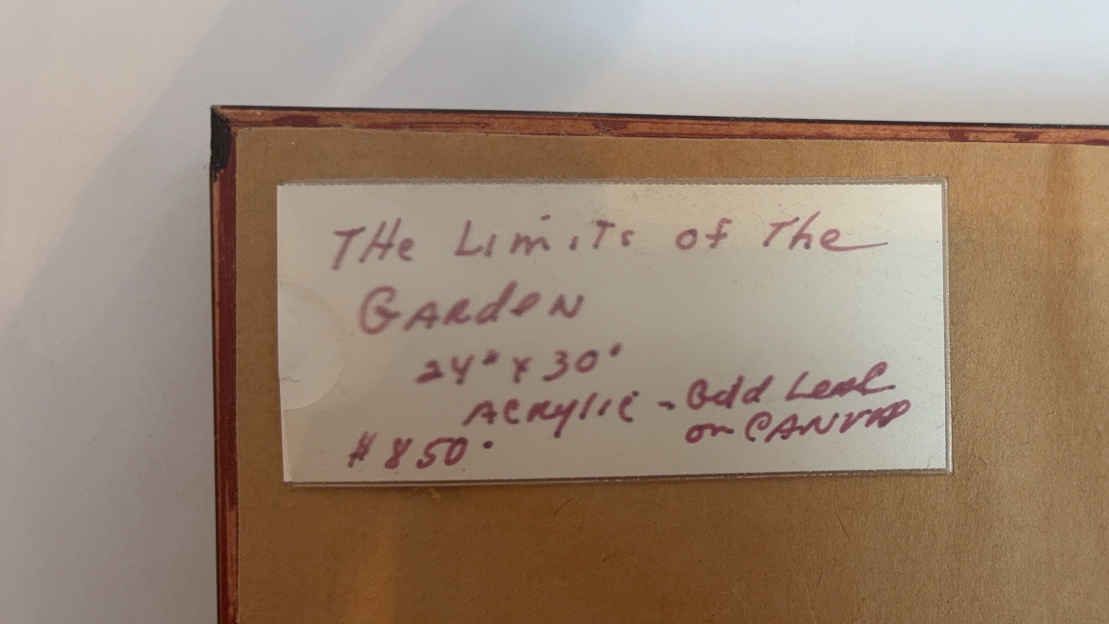 THe Limits of The
GARdeN
24" x 30"
Acrylic - Gold Leaf
on CANVAS
$850.